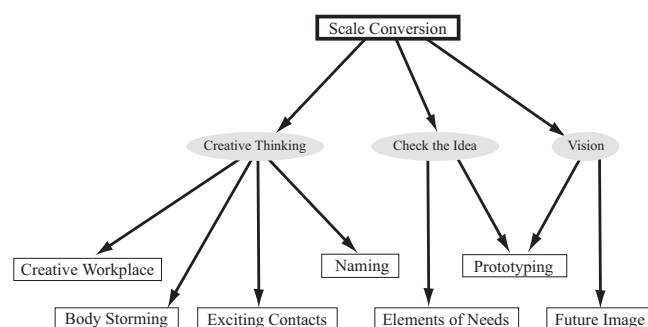 Scale Conversion
Creative Thinking
Check the Idea
Vision
Creative Workplace
Naming
Prototyping
Body Storming
Exciting Contacts
Elements of Needs
Future Image